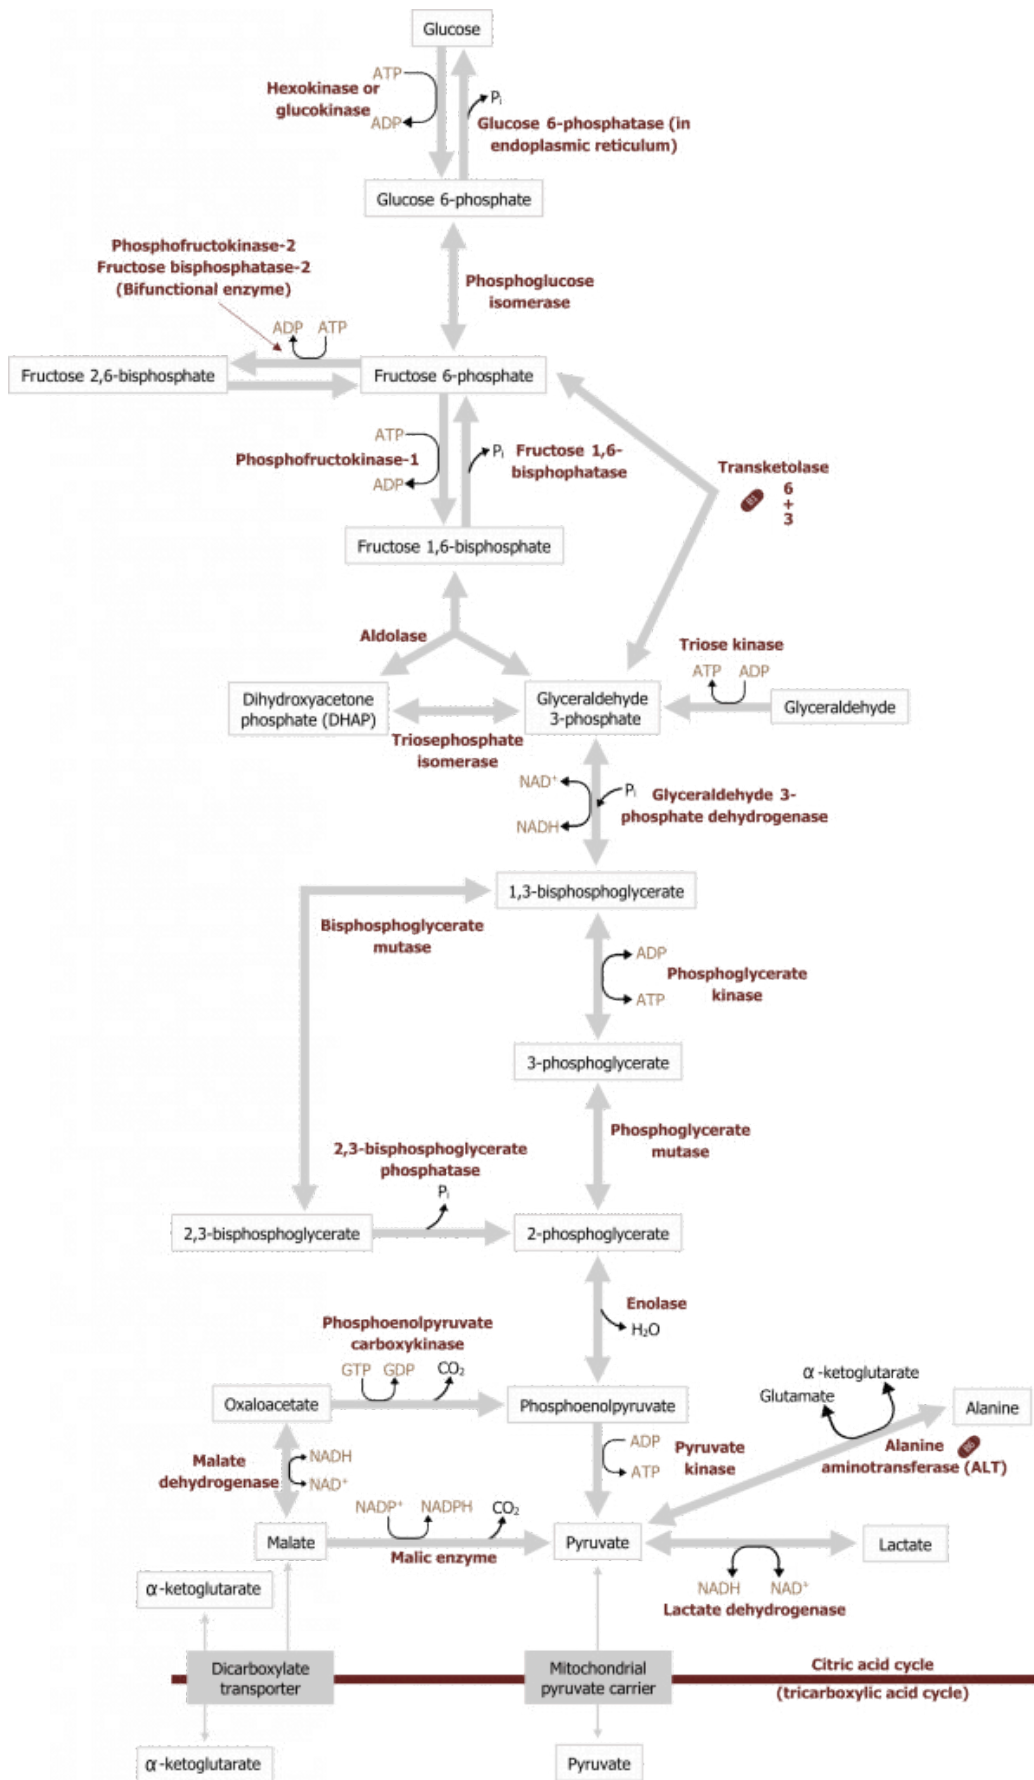 Glucose
ATP
Hexokinase or
glucokinase
ADP
Pi
Glucose 6-phosphatase (in
endoplasmic reticulum)
Glucose 6-phosphate
Phosphofructokinase-2
Fructose bisphosphatase-2
(Bifunctional enzyme)
Phosphoglucose
isomerase
ADP ATP
Fructose 2,6-bisphosphate
Fructose 6-phosphate
ATP
Phosphofructokinase-1
ADP
Pi
Fructose 1,6-
bisphophatase
Transketolase
B1
6
+
3
Fructose 1,6-bisphosphate
Aldolase
Triose kinase
ATP ADP
Dihydroxyacetone
phosphate (DHAP)
Glyceraldehyde
3-phosphate
Glyceraldehyde
Triosephosphate
isomerase
NAD+
NADH
Pi
Glyceraldehyde 3-
phosphate dehydrogenase
1,3-bisphosphoglycerate
Bisphosphoglycerate
mutase
ADP
ATP
Phosphoglycerate
kinase
3-phosphoglycerate
Phosphoglycerate
mutase
2,3-bisphosphoglycerate
phosphatase
Pi
2,3-bisphosphoglycerate
2-phosphoglycerate
Enolase
H2O
Phosphoenolpyruvate
carboxykinase
GTP GDP CO2
Oxaloacetate
Phosphoenolpyruvate
α-ketoglutarate
Glutamate
Alanine
Alanine
aminotransferase (ALT)
B6
ADP
ATP
Pyruvate
kinase
Malate
dehydrogenase
NADH
NAD+
NADP+ NADPH CO2
Malate
Malic enzyme
Pyruvate
Lactate
NADH NAD+
Lactate dehydrogenase
α-ketoglutarate
Dicarboxylate
transporter
Mitochondrial
pyruvate carrier
Citric acid cycle
(tricarboxylic acid cycle)
α-ketoglutarate
Pyruvate